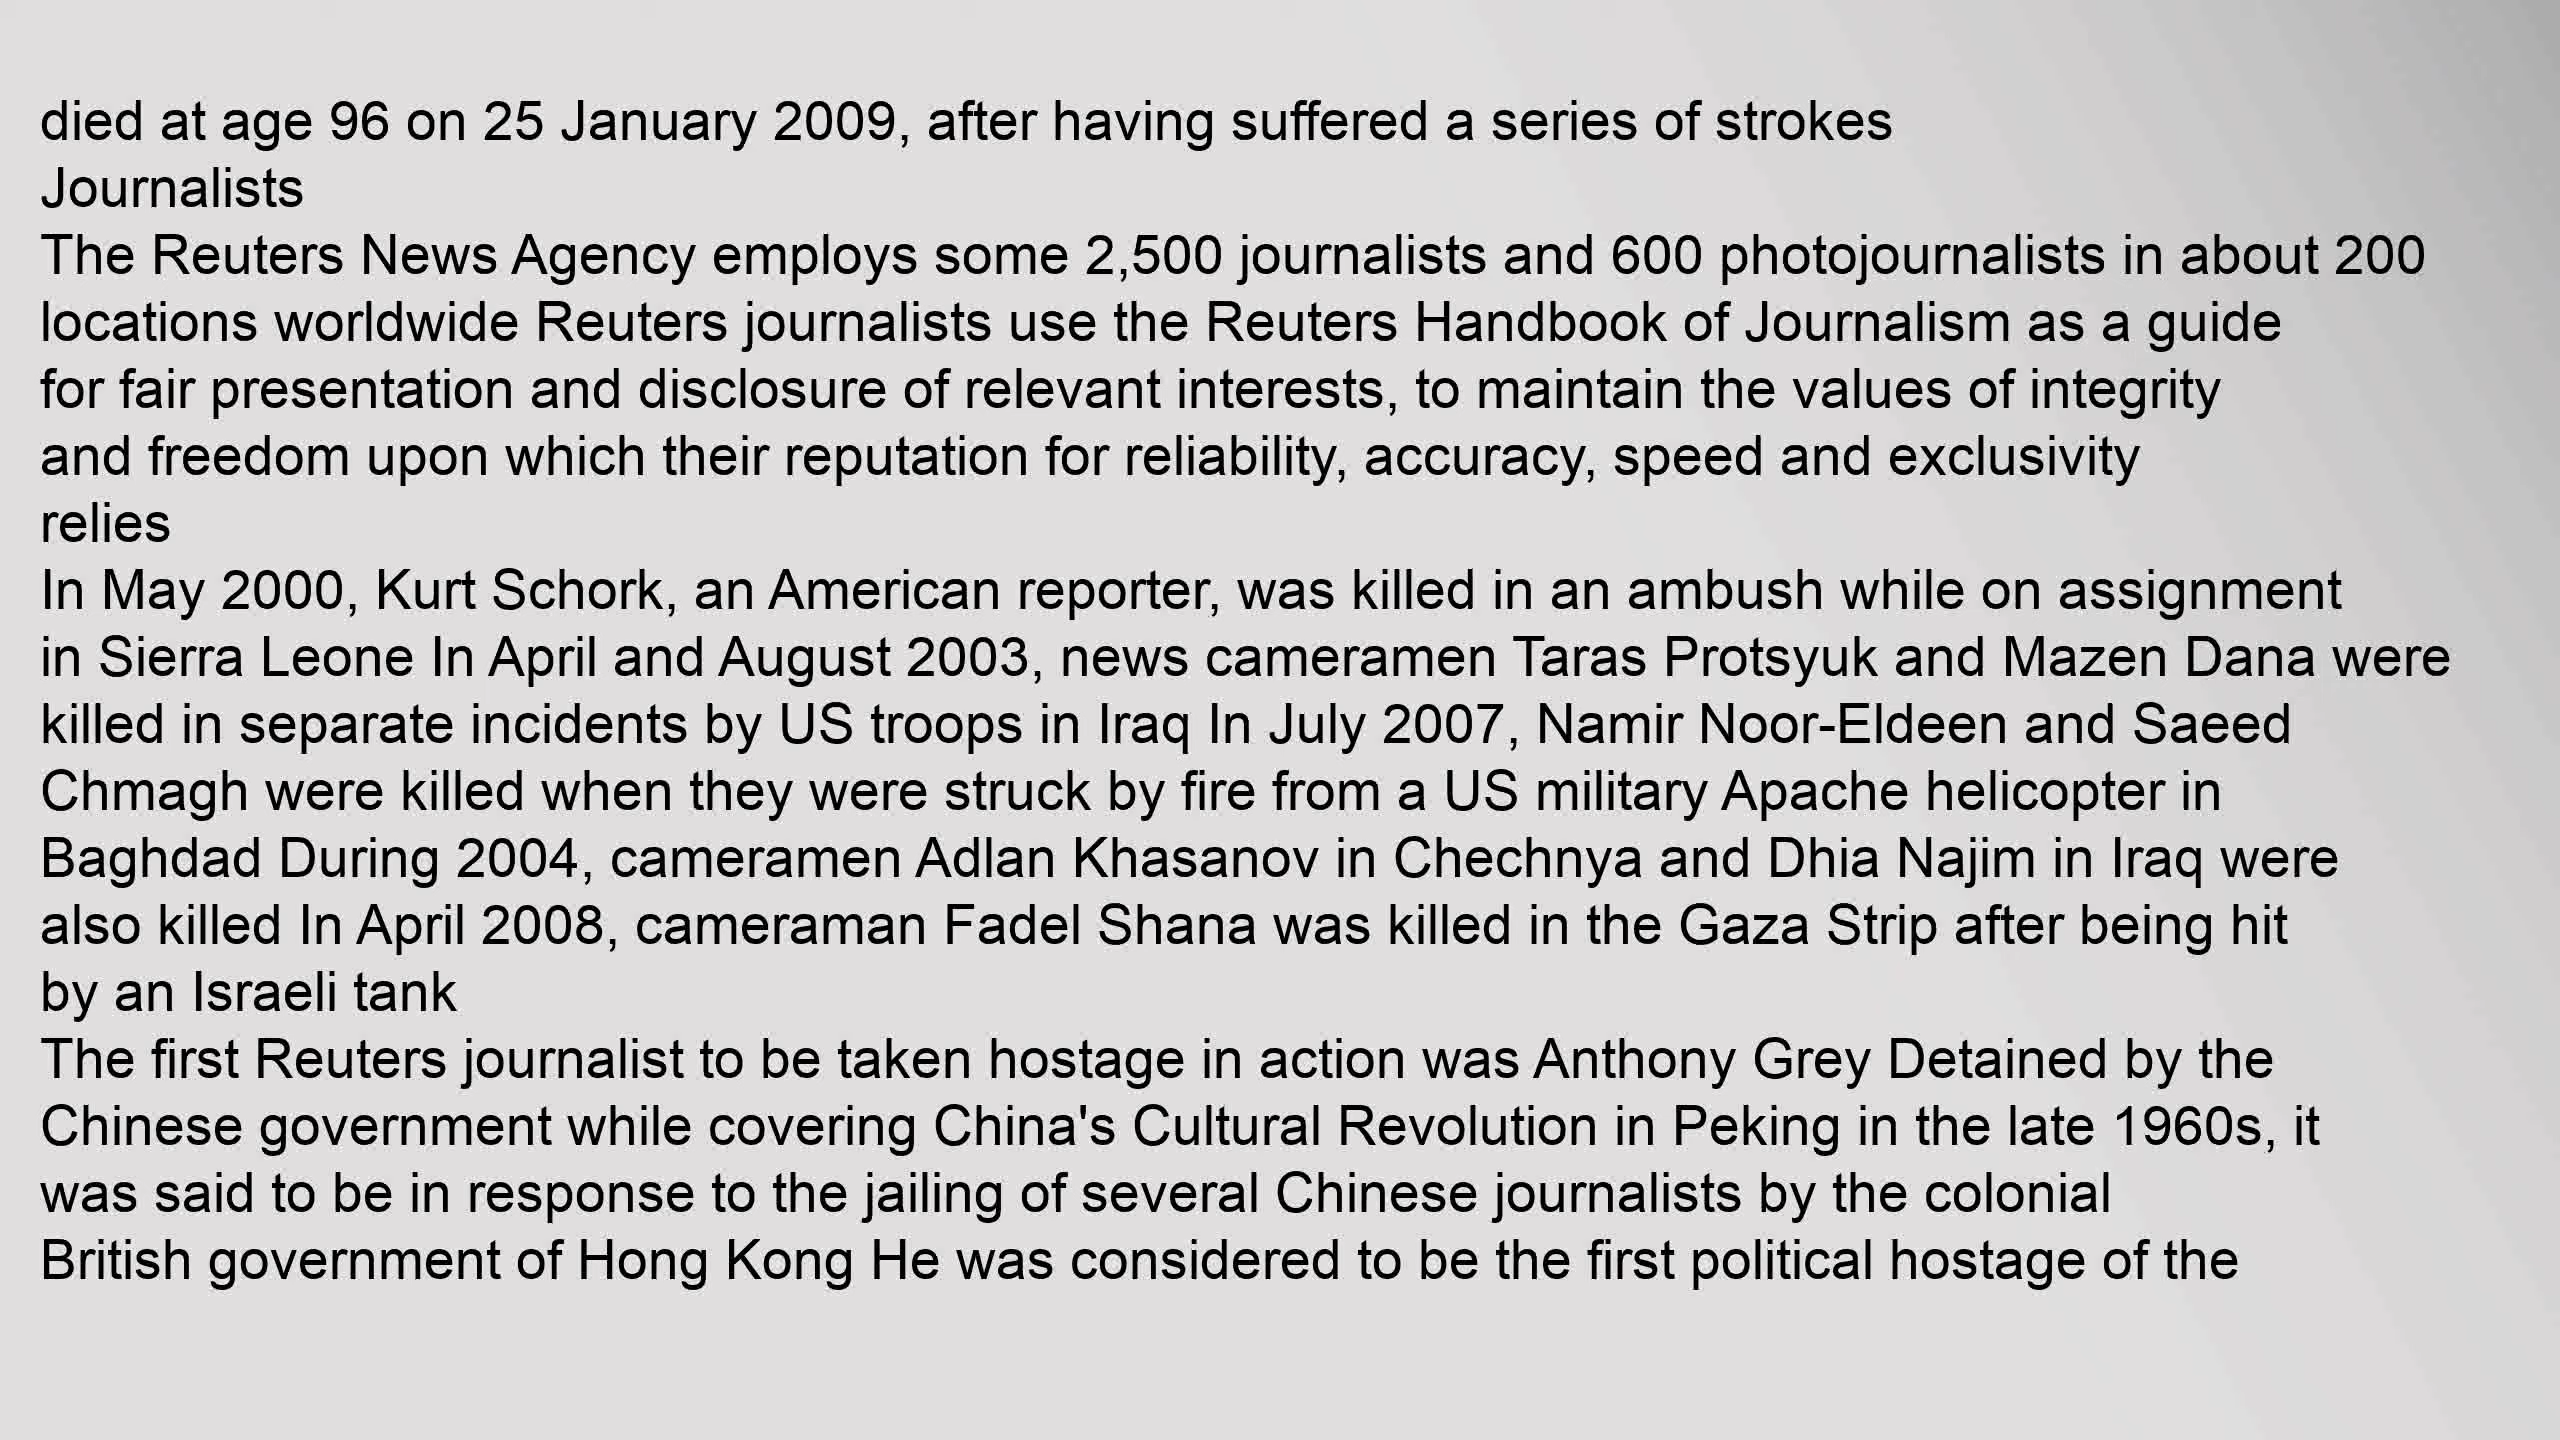 died at age 96 on 25 January 2009, after having suffered a series of strokes
Journalists
The Reuters News Agency employs some 2,500 journalists and 600 photojournalists in about 200
locations worldwide Reuters journalists use the Reuters Handbook of Journalism as a guide
for fair presentation and disclosure of relevant interests, to maintain the values of integrity
and freedom upon which their reputation for reliability, accuracy, speed and exclusivity
relies
In May 2000, Kurt Schork, an American reporter, was killed in an ambush while on assignment
in Sierra Leone In April and August 2003, news cameramen Taras Protsyuk and Mazen Dana were
killed in separate incidents by US troops in Iraq In July 2007, Namir Noor-Eldeen and Saeed
Chmagh were killed when they were struck by fire from a US military Apache helicopter in
Baghdad During 2004, cameramen Adlan Khasanov in Chechnya and Dhia Najim in Iraq were
also killed In April 2008, cameraman Fadel Shana was killed in the Gaza Strip after being hit
by an Israeli tank
The first Reuters journalist to be taken hostage in action was Anthony Grey Detained by the
Chinese government while covering China's Cultural Revolution in Peking in the late 1960s, it
was said to be in response to the jailing of several Chinese journalists by the colonial
British government of Hong Kong He was considered to be the first political hostage of the